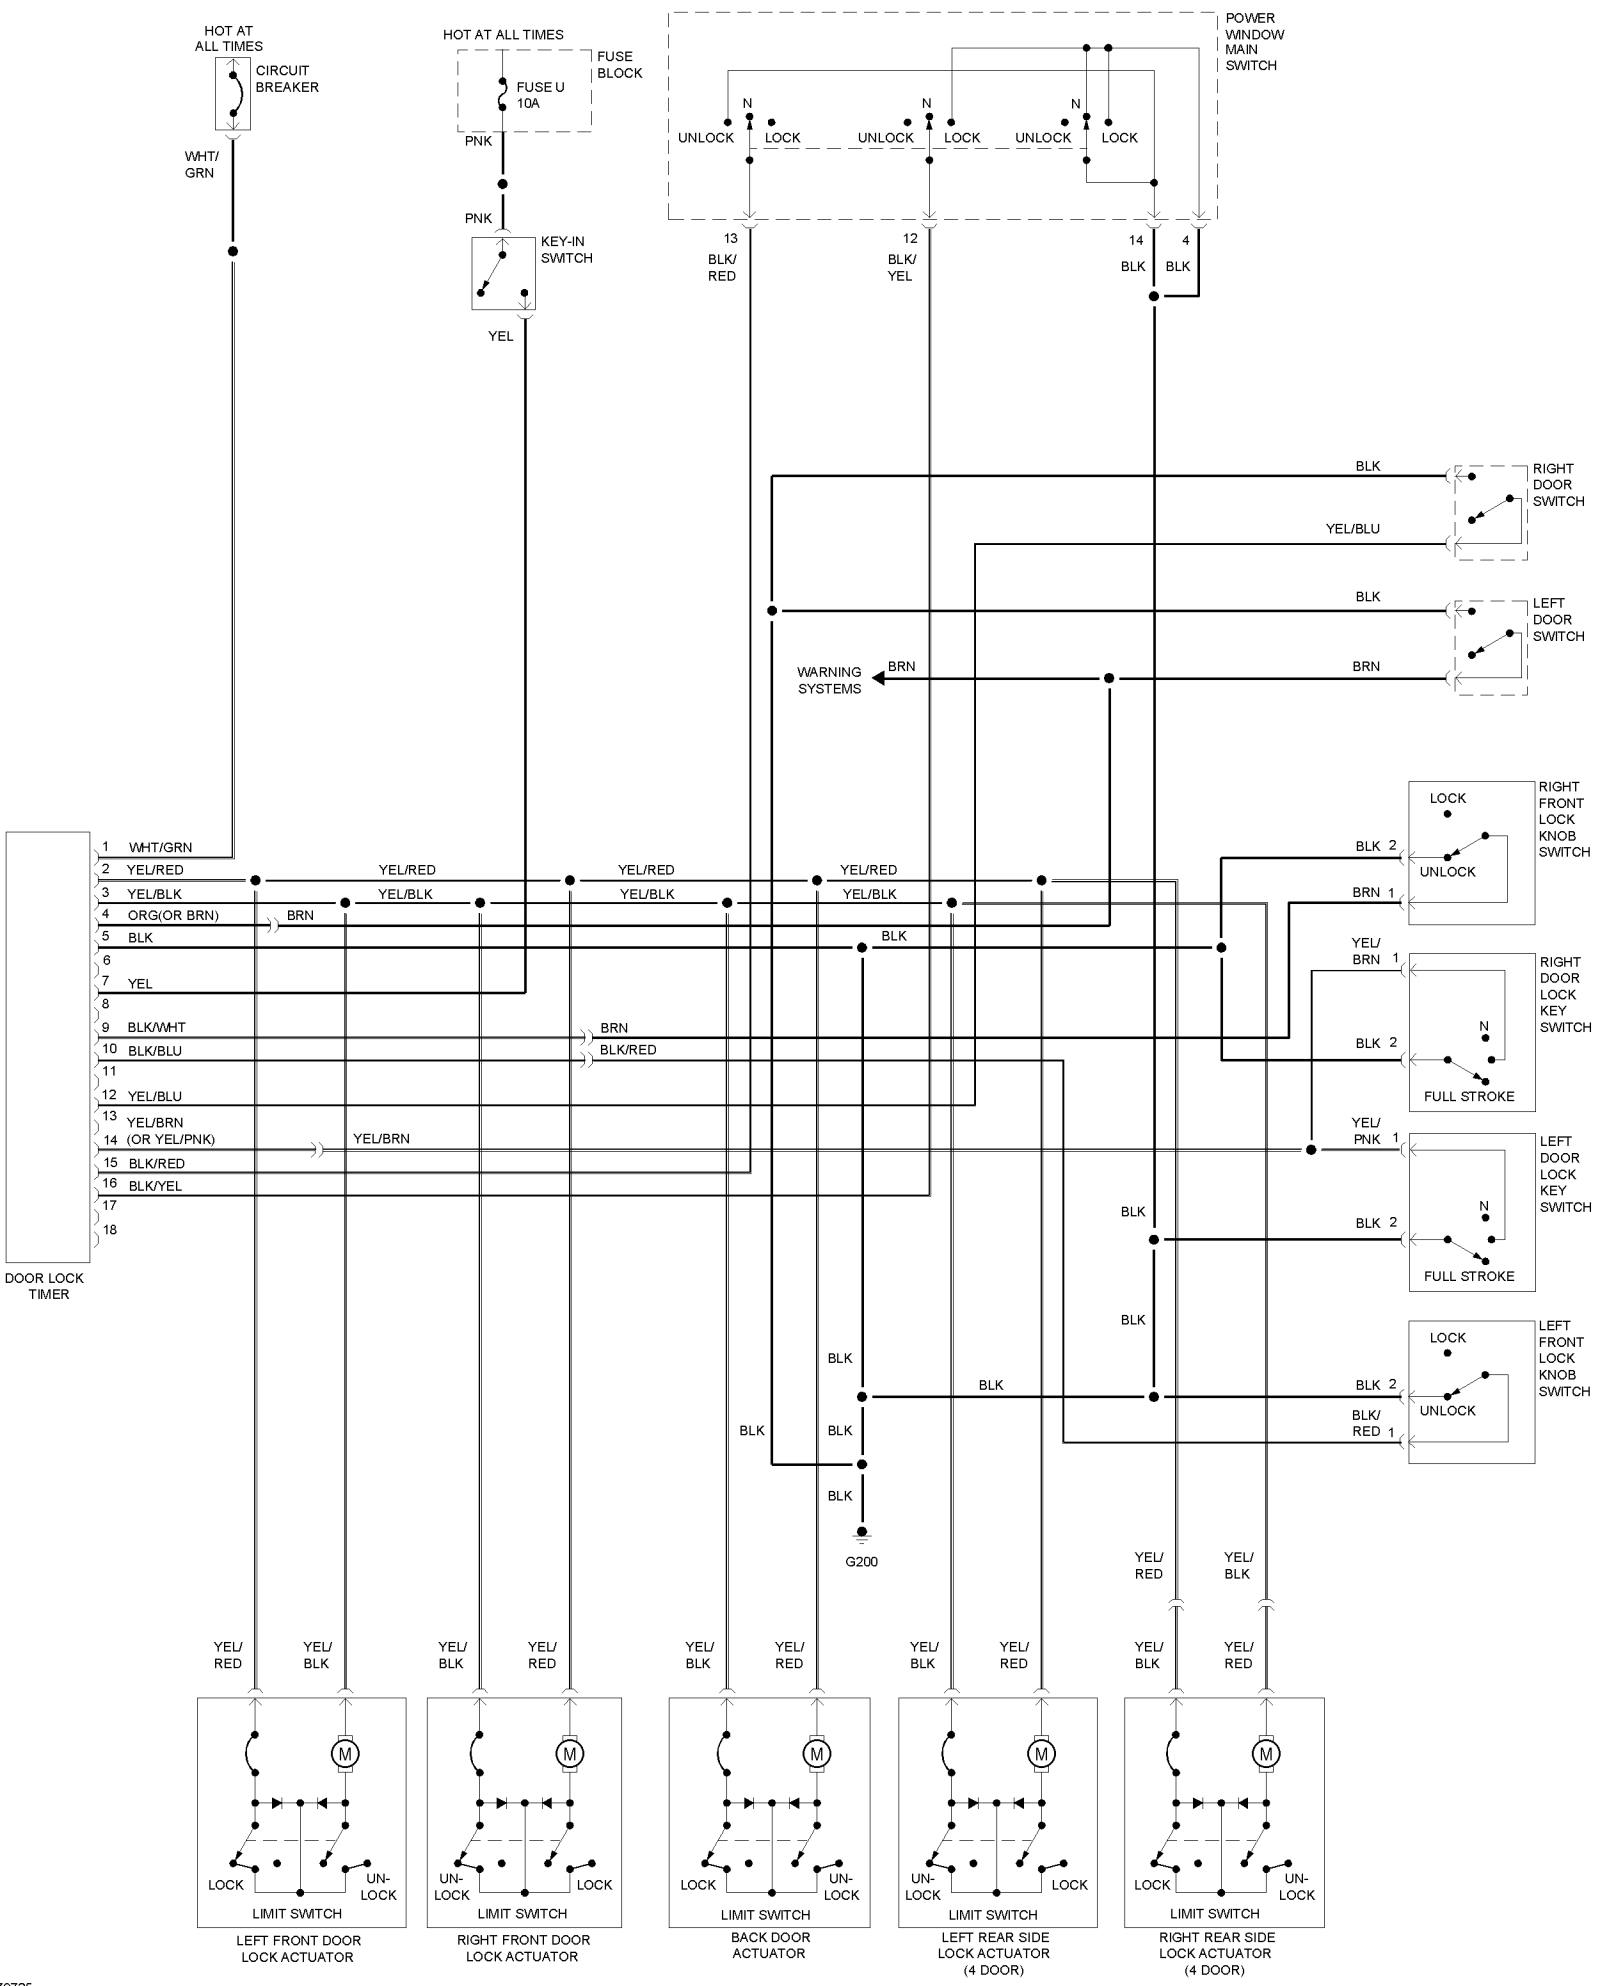 HOT AT
ALL TIMES
CIRCUIT
BREAKER
WHT/
GRN
HOT AT ALL TIMES
FUSE
BLOCK
FUSE U
10A
PNK
PNK
KEY-IN
SWITCH
YEL
POWER
WINDOW
MAIN
SWITCH
N
UNLOCK
LOCK
N
UNLOCK
LOCK
N
UNLOCK
LOCK
13
BLK/
RED
12
BLK/
YEL
14
BLK
4
BLK
BLK
RIGHT
DOOR
SWITCH
YEL/BLU
BLK
LEFT
DOOR
SWITCH
BRN
WARNING
SYSTEMS
BRN
RIGHT
FRONT
LOCK
KNOB
SWITCH
LOCK
BLK 2
UNLOCK
BRN 1
YEL/
BRN 1
RIGHT
DOOR
LOCK
KEY
SWITCH
N
BLK 2
FULL STROKE
YEL/
PNK 1
LEFT
DOOR
LOCK
KEY
SWITCH
N
BLK 2
FULL STROKE
LEFT
FRONT
LOCK
KNOB
SWITCH
LOCK
BLK 2
UNLOCK
BLK/
RED 1
1 WHT/GRN
2 YEL/RED YEL/RED YEL/RED YEL/RED
3 YEL/BLK YEL/BLK YEL/BLK YEL/BLK
4 ORG(OR BRN) BRN
5 BLK BLK
6
7 YEL
8
9 BLK/WHT BRN
10 BLK/BLU BLK/RED
11
12 YEL/BLU
13 YEL/BRN
14 (OR YEL/PNK) YEL/BRN
15 BLK/RED
16 BLK/YEL
17
18
DOOR LOCK
TIMER
BLK
BLK
BLK
BLK
BLK
BLK
BLK
G200
YEL/
RED
YEL/
BLK
YEL/
RED
YEL/
BLK
YEL/
BLK
YEL/
RED
YEL/
BLK
YEL/
RED
YEL/
BLK
YEL/
RED
YEL/
BLK
YEL/
RED
M
LOCK
UN-
LOCK
LIMIT SWITCH
LEFT FRONT DOOR
LOCK ACTUATOR
M
UN-
LOCK
LOCK
LIMIT SWITCH
RIGHT FRONT DOOR
LOCK ACTUATOR
M
LOCK
UN-
LOCK
LIMIT SWITCH
BACK DOOR
ACTUATOR
M
UN-
LOCK
LOCK
LIMIT SWITCH
LEFT REAR SIDE
LOCK ACTUATOR
(4 DOOR)
M
LOCK
UN-
LOCK
LIMIT SWITCH
RIGHT REAR SIDE
LOCK ACTUATOR
(4 DOOR)